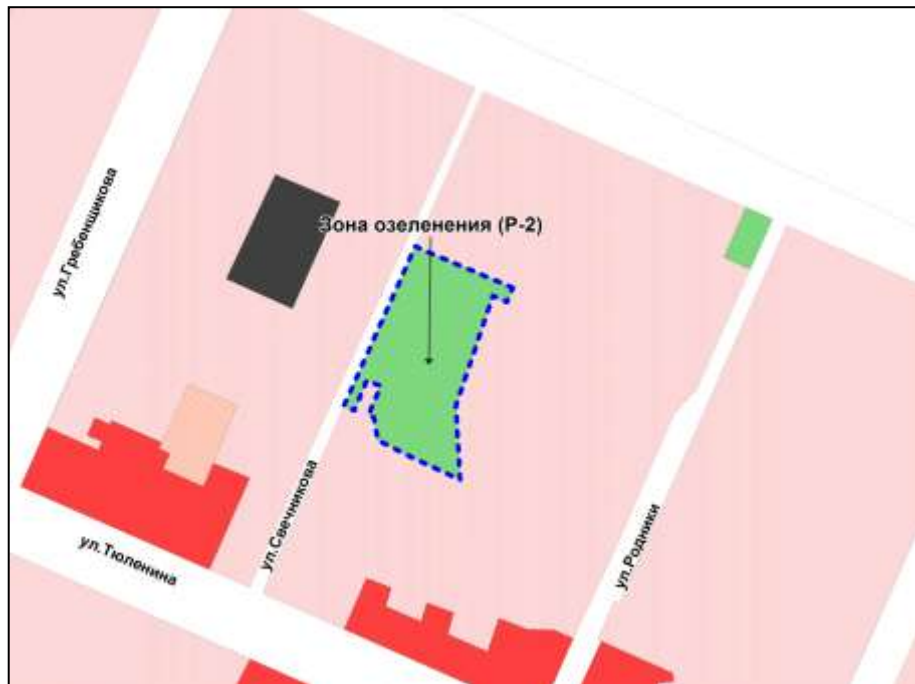 ул.Гребенщикова
Зона озеленения (Р-2)
ул.Свечникова
ул.Тюленина
ул.Родники